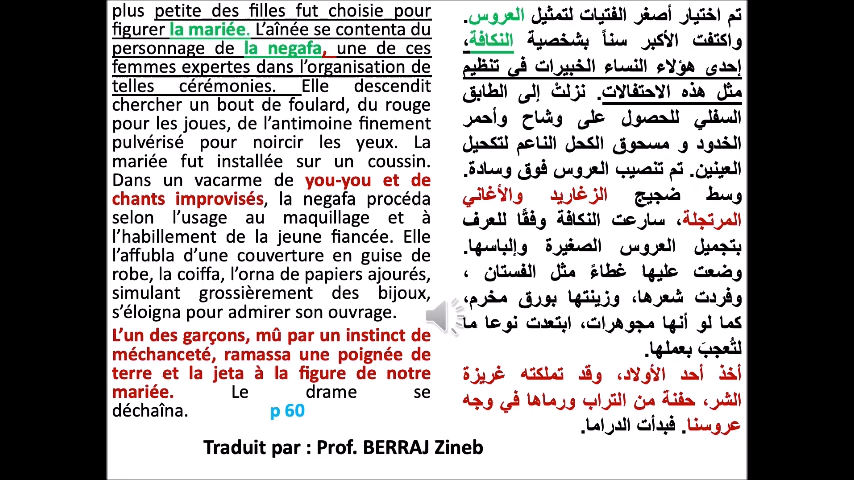 plus petite des filles fut choisie pour
figurer la mariée. L’aînée se contenta du
personnage de la negafa, une de ces
femmes expertes dans l’organisation de
telles cérémonies. Elle descendit
chercher un bout de foulard, du rouge
pour les joues, de l’antimoine finement
pulvérisé pour noircir les yeux. La
mariée fut installée sur un coussin.
Dans un vacarme de you-you et de
chants improvisés, la negafa procéda
selon l’usage au maquillage et à
l’habillement de la jeune fiancée. Elle
l’affubla d’une couverture en guise de
robe, la coiffa, l’orna de papiers ajourés,
simulant grossièrement des bijoux,
s’éloigna pour admirer son ouvrage.
L’un des garçons, mû par un instinct de
méchanceté, ramassa une poignée de
terre et la jeta à la figure de notre
mariée. Le drame se
déchaîna. p 60
تم اختيار أصغر الفتيات لتمثيل العروس.
واكتفت الأكبر سناً بشخصية النكافة،
إحدى هؤلاء النساء الخبيرات في تنظيم
مثل هذه الاحتفالات. نزلتْ إلى الطابق
السفلي للحصول على وشاح وأحمر
الخدود و مسحوق الكحل الناعم لتكحيل
العينين. تم تنصيب العروس فوق وسادة.
وسط ضجيج الزغاريد والأغاني
المرتجلة، سارعت النكافة وفقًا للعرف
بتجميل العروس الصغيرة وإلباسها.
وضعت عليها غطاءً مثل الفستان ،
وفردت شعرها، وزينتها بورق مخرم،
كما لو أنها مجوهرات، ابتعدت نوعا ما
لتُعجبَ بعملها.
أخذ أحد الأولاد، وقد تملكته غريزة
الشر، حفنة من التراب ورماها في وجه
عروسنا. فبدأت الدراما.
Traduit par : Prof. BERRAJ Zineb